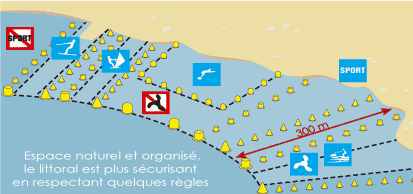 SPORT
SPORT
300 m
Espace naturel et organisé,
le littoral est plus sécurisant
en respectant quelques règles